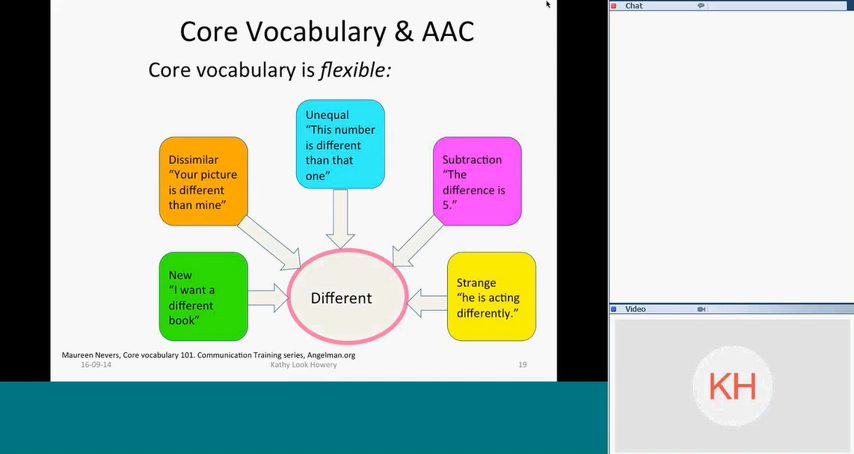 Core Vocabulary & AAC
Core vocabulary is flexible:
Unequal
“This number
is different
than that
one”
Dissimilar
“Your picture
is different
than mine”
Subtraction
“The
difference is
5.”
New
“I want a
different
book”
Different
Strange
“he is acting
differently.”
Maureen Nevers, Core vocabulary 101. Communication Training series, Angelman.org
16-09-14
Kathy Look Howery
19
Chat
Video
KH